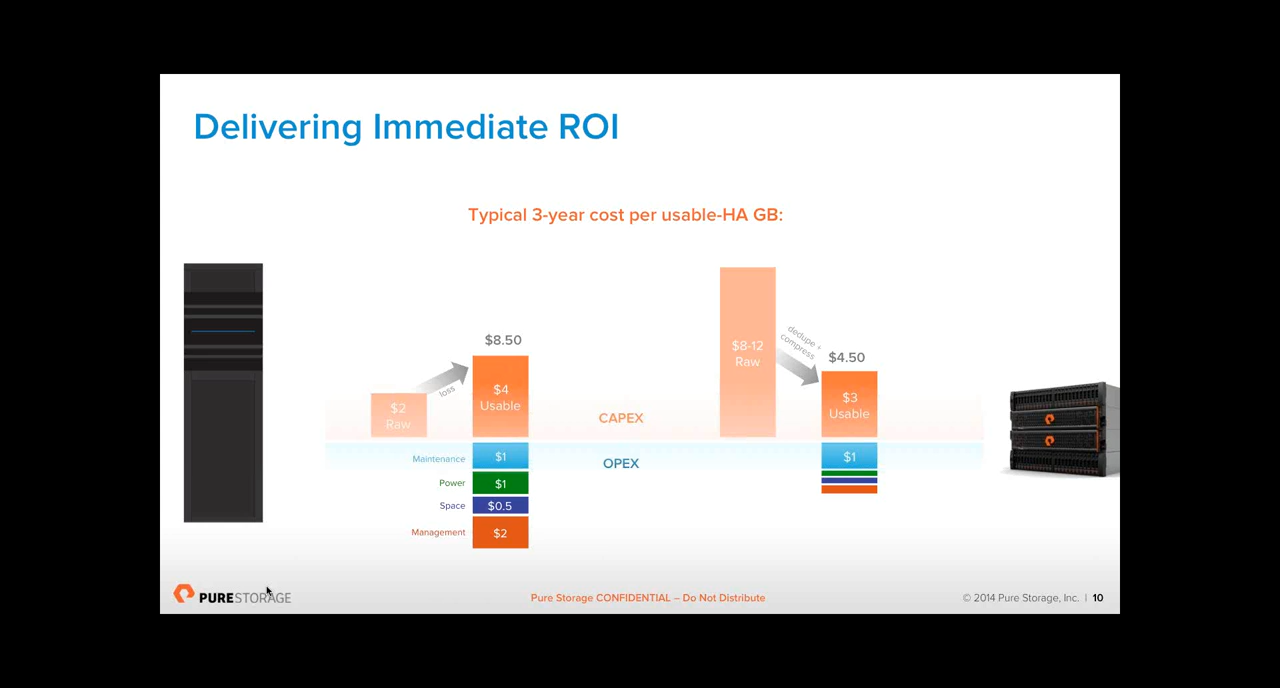 Delivering Immediate ROI
Typical 3-year cost per usable-HA GB:
$8.50
$2
Raw
loss
$4
Usable
CAPEX
$8-12
Raw
dedupe +
compress
$4.50
$3
Usable
OPEX
Maintenance
$1
$1
Power
$1
Space
$0.5
Management
$2
PURESTORAGE
Pure Storage CONFIDENTIAL – Do Not Distribute
© 2014 Pure Storage, Inc. | 10